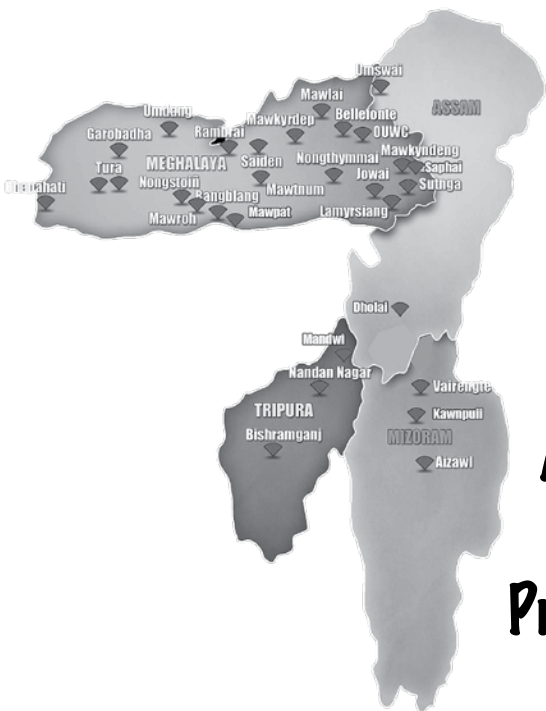 Umswai
ASSAM
Mawlai
Umdeng
Mawkyrdep
Bellefonte
Garobadha
Rambrai
OUWC
Mawkyndeng
MEGHALAYA
Saiden
Nongthymmai
Saphai
Tura
Nongstoin
Mawtnum
Jowai
Sutnga
Rangblang
Mawroh
Mawpat
Lamyrsiang
Dholai
Mandwi
Nandan Nagar
Vairengte
TRIPURA
Kawnpuii
Bishramganj
MIZORAM
Aizawl